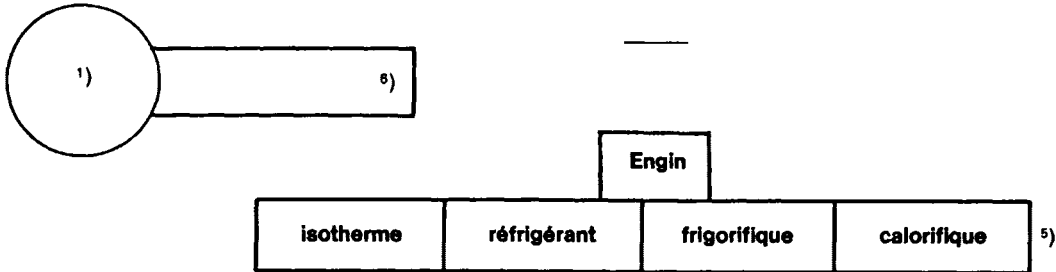 ¹) ⁶)
Engin
isotherme réfrigérant frigorifique calorifique ⁵)